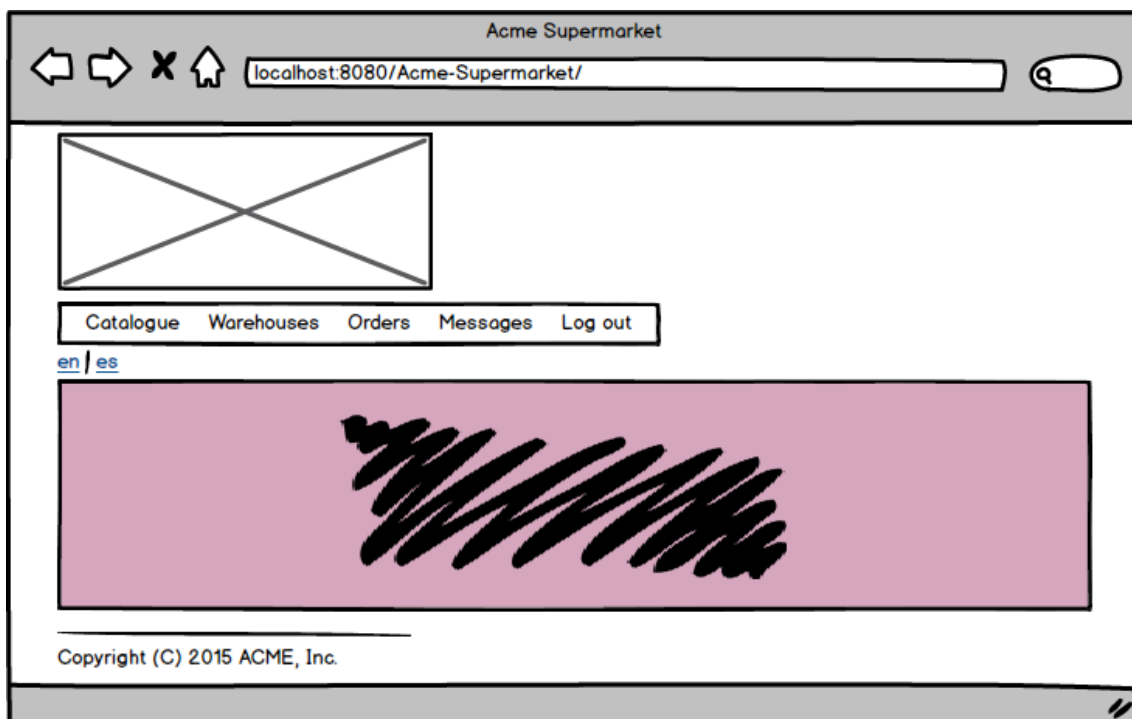 Acme Supermarket
localhost:8080/Acme-Supermarket/
Catalogue Warehouses Orders Messages Log out
en / es
Copyright (C) 2015 ACME, Inc.